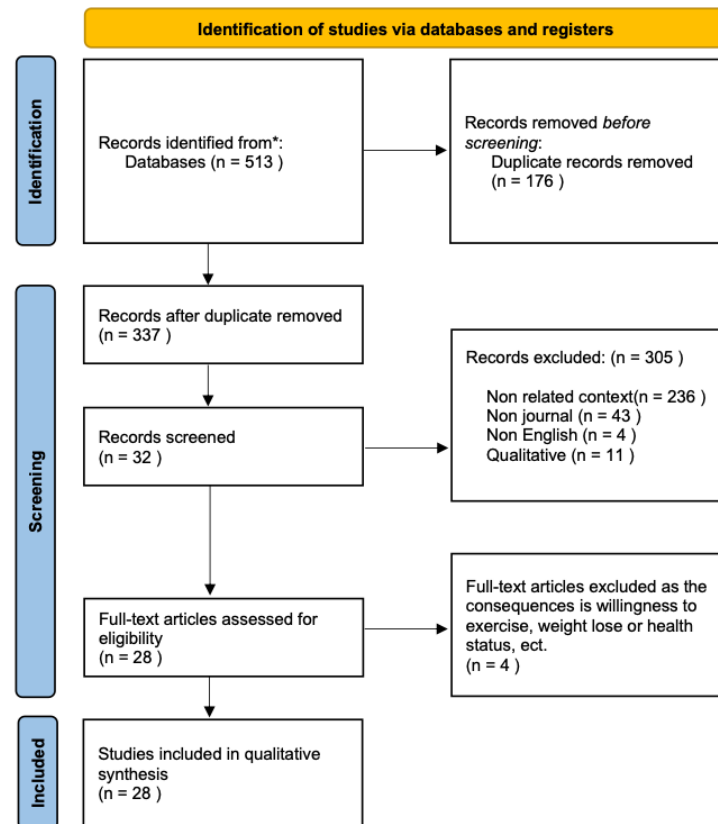 Identification of studies via databases and registers
Identification
Records identified from*:
Databases (n = 513 )
Records removed before
screening:
Duplicate records removed
(n = 176 )
Screening
Records after duplicate removed
(n = 337 )
Records screened
(n = 32 )
Records excluded: (n = 305 )
Non related context(n = 236 )
Non journal (n = 43 )
Non English (n = 4 )
Qualitative (n = 11 )
Full-text articles assessed for
eligibility
(n = 28 )
Full-text articles excluded as the
consequences is willingness to
exercise, weight lose or health
status, ect.
(n = 4 )
Included
Studies included in qualitative
synthesis
(n = 28 )